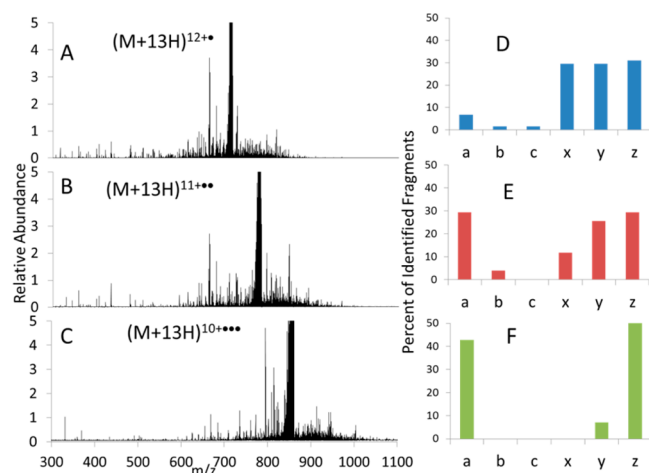 5
4
3
2
1
0
A
(M+13H)12+•
Relative Abundance
5
4
3
2
1
0
B
(M+13H)11+••
5
4
3
2
1
0
C
(M+13H)10+•••
300 400 500 600 700 800 900 1000 1100
m/z
Percent of Identified Fragments
50
40
30
20
10
0
D
a b c x y z
50
40
30
20
10
0
E
a b c x y z
50
40
30
20
10
0
F
a b c x y z